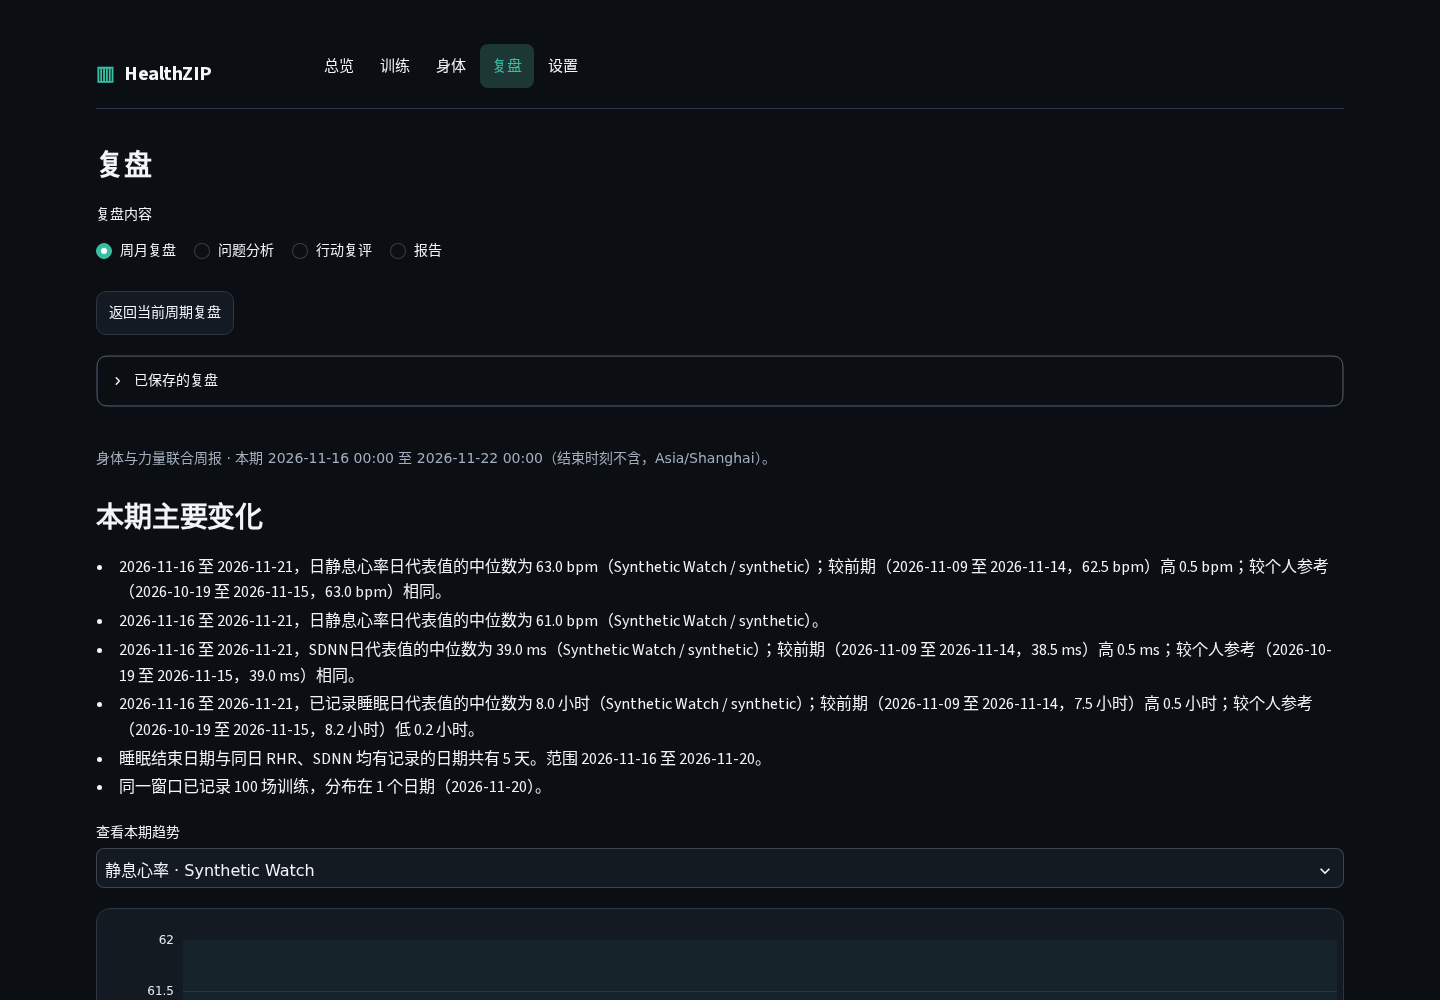 HealthZIP
总览 训练 身体 复盘 设置
复盘
复盘内容
周月复盘 问题分析 行动复评 报告
返回当前周期复盘
已保存的复盘
身体与力量联合周报 · 本期 2026-11-16 00:00 至 2026-11-22 00:00（结束时刻不含，Asia/Shanghai）。
本期主要变化
2026-11-16 至 2026-11-21，日静息心率日代表值的中位数为 63.0 bpm（Synthetic Watch / synthetic）；较前期（2026-11-09 至 2026-11-14，62.5 bpm）高 0.5 bpm；较个人参考
（2026-10-19 至 2026-11-15，63.0 bpm）相同。
2026-11-16 至 2026-11-21，日静息心率日代表值的中位数为 61.0 bpm（Synthetic Watch / synthetic）。
2026-11-16 至 2026-11-21，SDNN日代表值的中位数为 39.0 ms（Synthetic Watch / synthetic）；较前期（2026-11-09 至 2026-11-14，38.5 ms）高 0.5 ms；较个人参考（2026-10-
19 至 2026-11-15，39.0 ms）相同。
2026-11-16 至 2026-11-21，已记录睡眠日代表值的中位数为 8.0 小时（Synthetic Watch / synthetic）；较前期（2026-11-09 至 2026-11-14，7.5 小时）高 0.5 小时；较个人参考
（2026-10-19 至 2026-11-15，8.2 小时）低 0.2 小时。
睡眠结束日期与同日 RHR、SDNN 均有记录的日期共有 5 天。范围 2026-11-16 至 2026-11-20。
同一窗口已记录 100 场训练，分布在 1 个日期（2026-11-20）。
查看本期趋势
静息心率 · Synthetic Watch
62
61.5